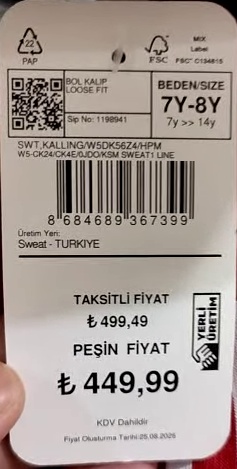 22
PAP
FSC
MIX
Label
FSC® C134615
BOL KALIP
LOOSE FIT
Sip No: 1198941
BEDEN/SIZE
7Y-8Y
7y >> 14y
SWT,KALLING/W5DK56Z4/HPM
W5-CK24/CK4E/0JDO/KSM SWEAT1 LINE
8 684689 367399
Üretim Yeri:
Sweat - TURKIYE
TAKSİTLİ FİYAT
₺ 499,49
PEŞİN FİYAT
₺ 449,99
YERLİ
ÜRETİM
KDV Dahildir
Fiyat Oluşturma Tarihi:25.08.2025